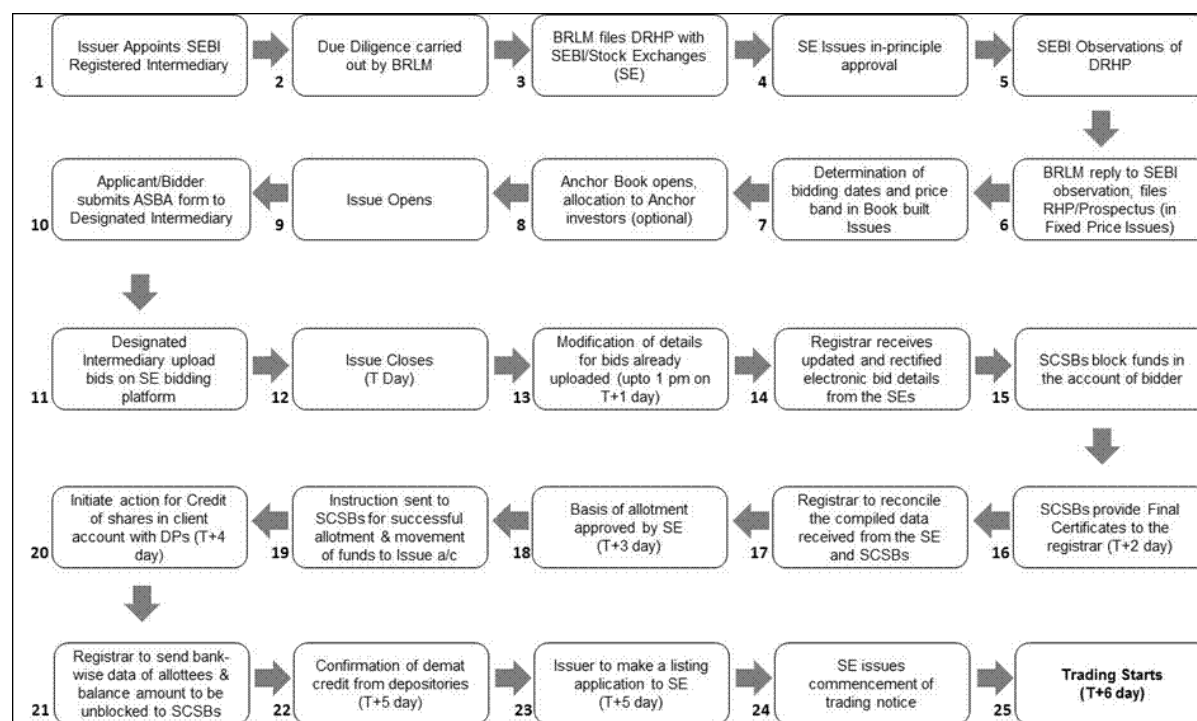 Issuer Appoints SEBI
Registered Intermediary
1
Due Diligence carried
out by BRLM
2
BRLM files DRHP with
SEBI/Stock Exchanges
(SE)
3
SE Issues in-principle
approval
4
SEBI Observations of
DRHP
5
BRLM reply to SEBI
observation, files
RHP/Prospectus (in
Fixed Price Issues)
6
Determination of
bidding dates and price
band in Book built
Issues
7
Anchor Book opens,
allocation to Anchor
investors (optional)
8
Issue Opens
9
Applicant/Bidder
submits ASBA form to
Designated Intermediary
10
Designated
Intermediary upload
bids on SE bidding
platform
11
Issue Closes
(T Day)
12
Modification of details
for bids already
uploaded (upto 1 pm on
T+1 day)
13
Registrar receives
updated and rectified
electronic bid details
from the SEs
14
SCSBs block funds in
the account of bidder
15
SCSBs provide Final
Certificates to the
registrar (T+2 day)
16
Registrar to reconcile
the compiled data
received from the SE
and SCSBs
17
Basis of allotment
approved by SE
(T+3 day)
18
Instruction sent to
SCSBs for successful
allotment & movement
of funds to Issue a/c
19
Initiate action for Credit
of shares in client
account with DPs (T+4
day)
20
Registrar to send bank-
wise data of allottees &
balance amount to be
unblocked to SCSBs
21
Confirmation of demat
credit from depositories
(T+5 day)
22
Issuer to make a listing
application to SE
(T+5 day)
23
SE issues
commencement of
trading notice
24
Trading Starts
(T+6 day)
25